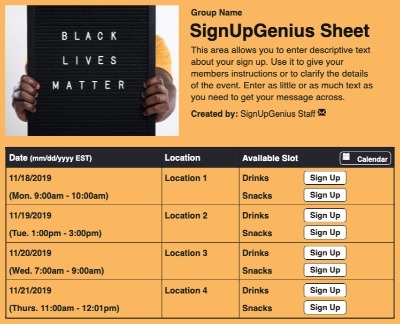 BLACK
LIVES
MATTER
Group Name
SignUpGenius Sheet
This area allows you to enter descriptive text
about your sign up. Use it to give your
members instructions or to clarify the details
of the event. Enter as little or as much text as
you need to get your message across.
Created by: SignUpGenius Staff
Date (mm/dd/yyyy EST) Location Available Slot Calendar
11/18/2019 Location 1 Drinks Sign Up
(Mon. 9:00am - 10:00am) Snacks Sign Up
11/19/2019 Location 2 Drinks Sign Up
(Tue. 1:00pm - 3:00pm) Snacks Sign Up
11/20/2019 Location 3 Drinks Sign Up
(Wed. 7:00am - 9:00am) Snacks Sign Up
11/21/2019 Location 4 Drinks Sign Up
(Thurs. 11:00am - 12:01pm) Snacks Sign Up